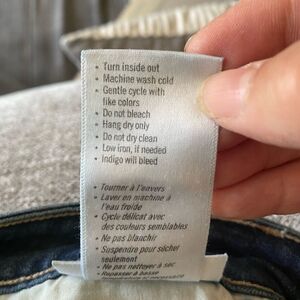 • Turn inside out
• Machine wash cold
• Gentle cycle with
like colors
• Do not bleach
• Hang dry only
• Do not dry clean
• Low iron, if needed
• Indigo will bleed
• Tourner à l'envers
• Laver en machine à
l'eau froide
• Cycle délicat avec
des couleurs semblables
• Ne pas blanchir
• Suspendre pour sécher
seulement
• Ne pas nettoyer à sec
• Repasser à basse